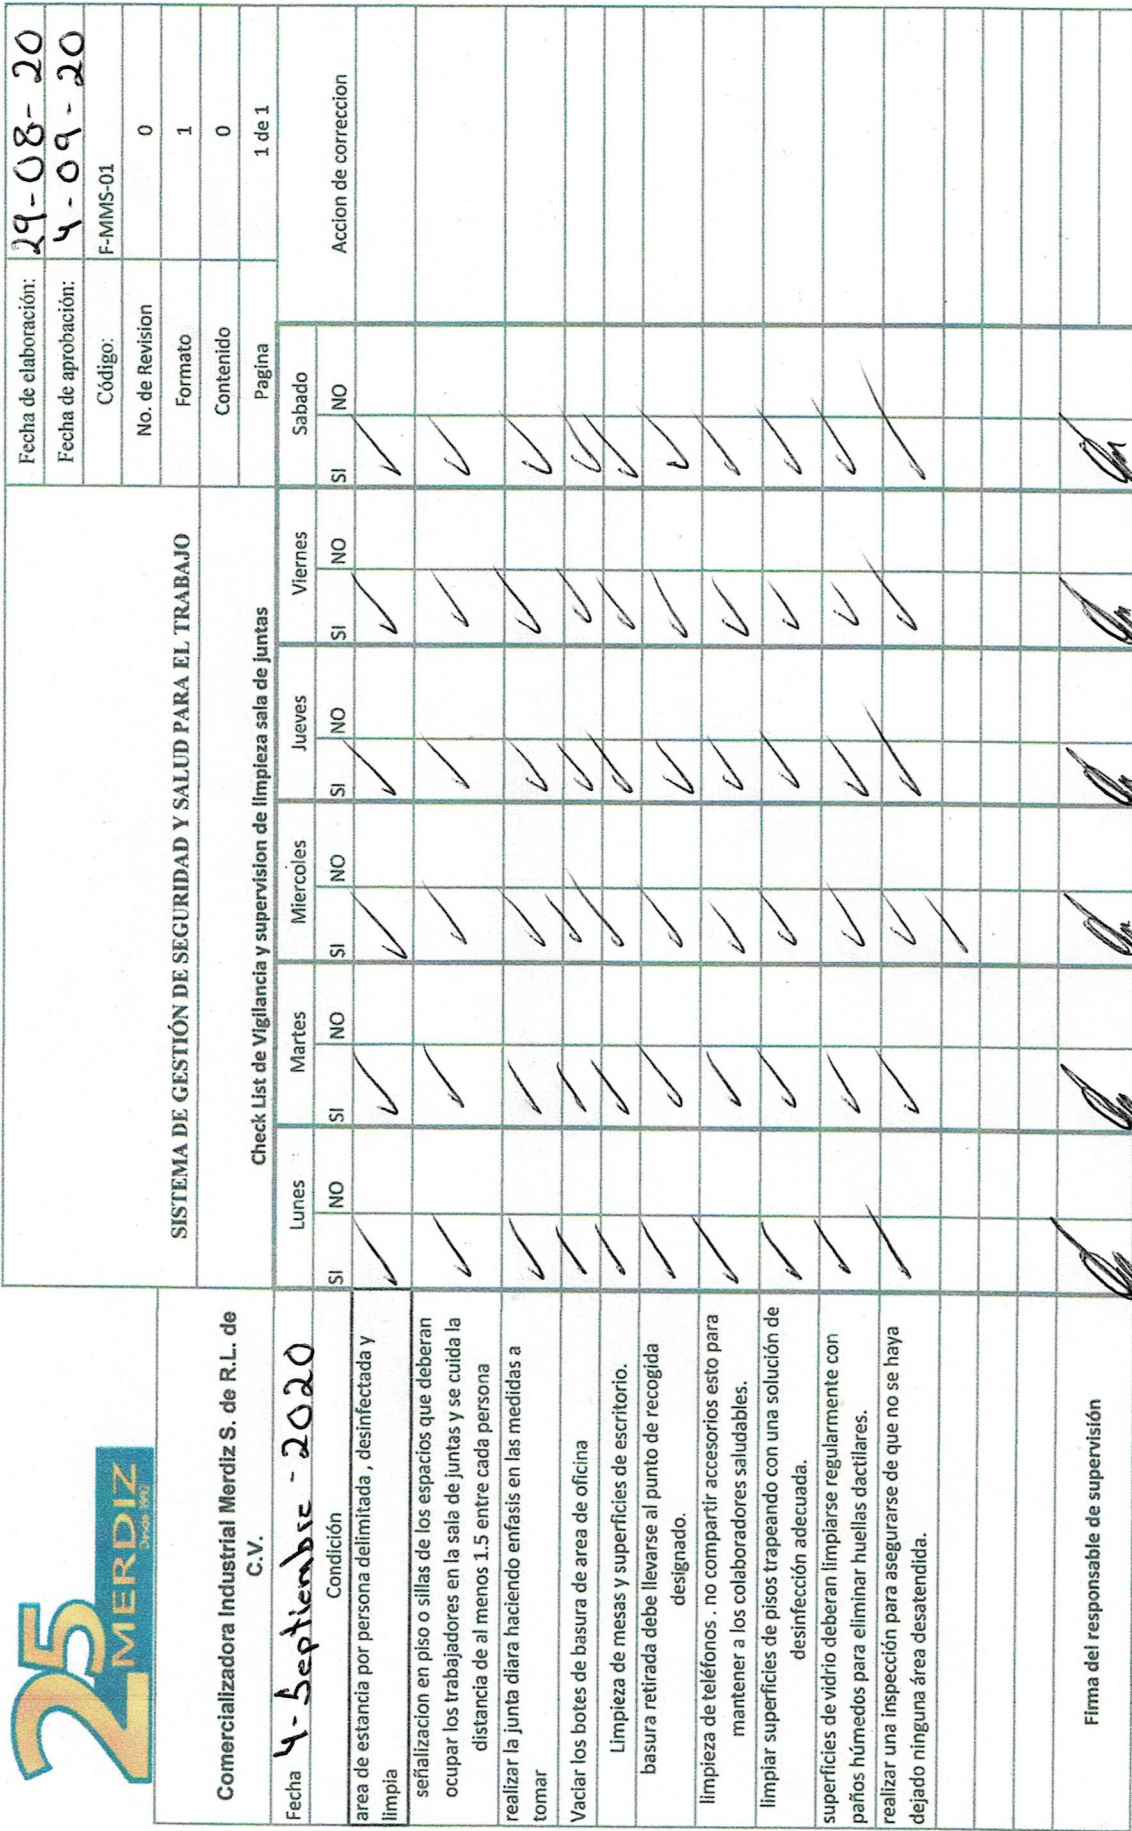 25
MERDIZ
Desde 1992
Fecha de elaboración: 29-08-20
Fecha de aprobación: 4-09-20
SISTEMA DE GESTIÓN DE SEGURIDAD Y SALUD PARA EL TRABAJO
Código: F-MMS-01
No. de Revision 0
Formato 1
Contenido 0
Pagina 1 de 1
Comercializadora Industrial Merdiz S. de R.L. de
C.V.
Check List de Vigilancia y supervision de limpieza sala de juntas
Fecha 4-Septiembre-2020
Lunes Martes Miercoles Jueves Viernes Sabado
Condición SI NO SI NO SI NO SI NO SI NO SI NO Accion de correccion
area de estancia por persona delimitada , desinfectada y
limpia
✓ ✓ ✓ ✓ ✓ ✓
señalizacion en piso o sillas de los espacios que deberan
ocupar los trabajadores en la sala de juntas y se cuida la
distancia de al menos 1.5 entre cada persona
✓ ✓ ✓ ✓ ✓ ✓
realizar la junta diara haciendo enfasis en las medidas a
tomar
✓ ✓ ✓ ✓ ✓ ✓
Vaciar los botes de basura de area de oficina
✓ ✓ ✓ ✓ ✓ ✓
Limpieza de mesas y superficies de escritorio.
✓ ✓ ✓ ✓ ✓ ✓
basura retirada debe llevarse al punto de recogida
designado.
✓ ✓ ✓ ✓ ✓ ✓
limpieza de teléfonos . no compartir accesorios esto para
mantener a los colaboradores saludables.
✓ ✓ ✓ ✓ ✓ ✓
limpiar superficies de pisos trapeando con una solución de
desinfección adecuada.
✓ ✓ ✓ ✓ ✓ ✓
superficies de vidrio deberan limpiarse regularmente con
paños húmedos para eliminar huellas dactilares.
✓ ✓ ✓ ✓ ✓ ✓
realizar una inspección para asegurarse de que no se haya
dejado ninguna área desatendida.
✓ ✓ ✓ ✓ ✓ ✓
✓
Firma del responsable de supervisión